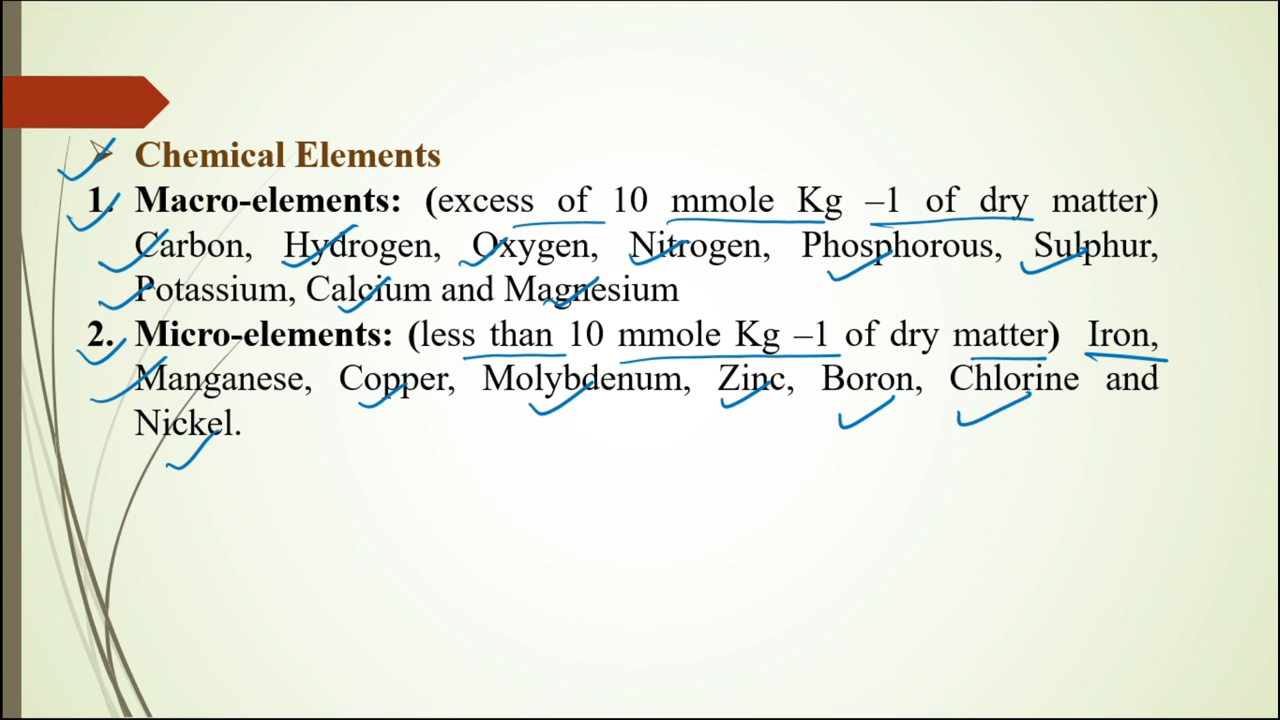 Chemical Elements
1. Macro-elements: (excess of 10 mmole Kg –1 of dry matter)
Carbon, Hydrogen, Oxygen, Nitrogen, Phosphorous, Sulphur,
Potassium, Calcium and Magnesium
2. Micro-elements: (less than 10 mmole Kg –1 of dry matter) Iron,
Manganese, Copper, Molybdenum, Zinc, Boron, Chlorine and
Nickel.